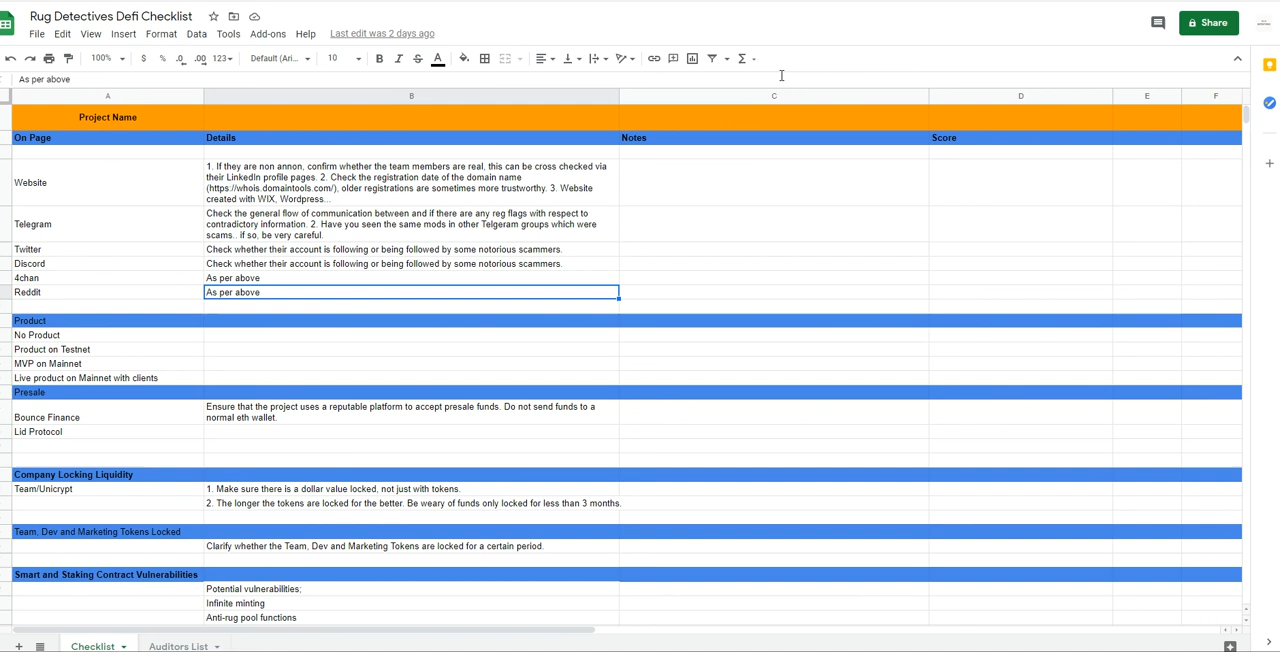 Rug Detectives Defi Checklist
File Edit View Insert Format Data Tools Add-ons Help Last edit was 2 days ago
Share
100% $ % .0 .00 123 Default (Ari... 10 B I S A
As per above
A B C D E F
Project Name
On Page Details Notes Score
1. If they are non annon, confirm whether the team members are real, this can be cross checked via
their LinkedIn profile pages. 2. Check the registration date of the domain name
Website (https://whois.domaintools.com/), older registrations are sometimes more trustworthy. 3. Website
created with WIX, Wordpress...
Check the general flow of communication between and if there are any reg flags with respect to
Telegram contradictory information. 2. Have you seen the same mods in other Telgeram groups which were
scams.. if so, be very careful.
Twitter Check whether their account is following or being followed by some notorious scammers.
Discord Check whether their account is following or being followed by some notorious scammers.
4chan As per above
Reddit As per above
Product
No Product
Product on Testnet
MVP on Mainnet
Live product on Mainnet with clients
Presale
Ensure that the project uses a reputable platform to accept presale funds. Do not send funds to a
Bounce Finance normal eth wallet.
Lid Protocol
Company Locking Liquidity
Team/Unicrypt 1. Make sure there is a dollar value locked, not just with tokens.
2. The longer the tokens are locked for the better. Be weary of funds only locked for less than 3 months.
Team, Dev and Marketing Tokens Locked
Clarify whether the Team, Dev and Marketing Tokens are locked for a certain period.
Smart and Staking Contract Vulnerabilities
Potential vulnerabilities;
Infinite minting
Anti-rug pool functions
Checklist Auditors List